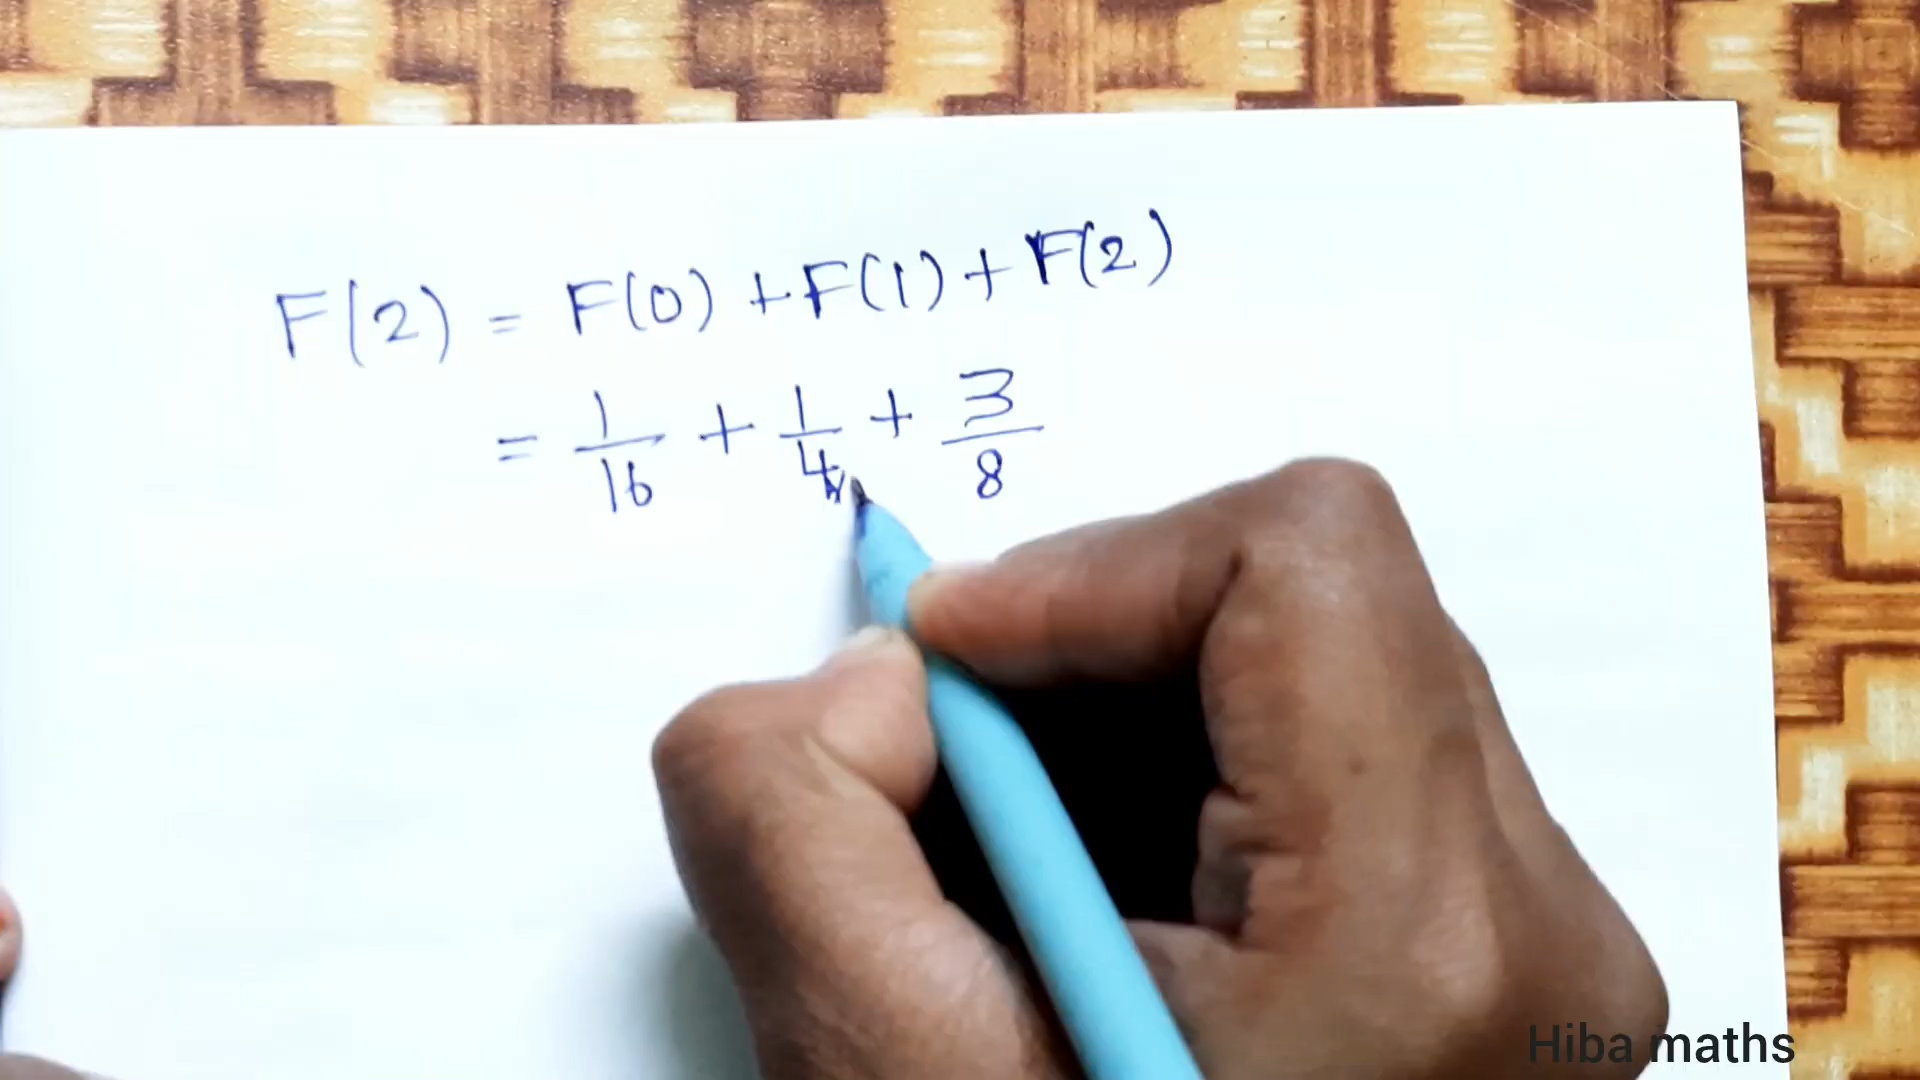 F(2) = F(0) + F(1) + F(2)
= 1/16 + 1/4 + 3/8
Hiba maths